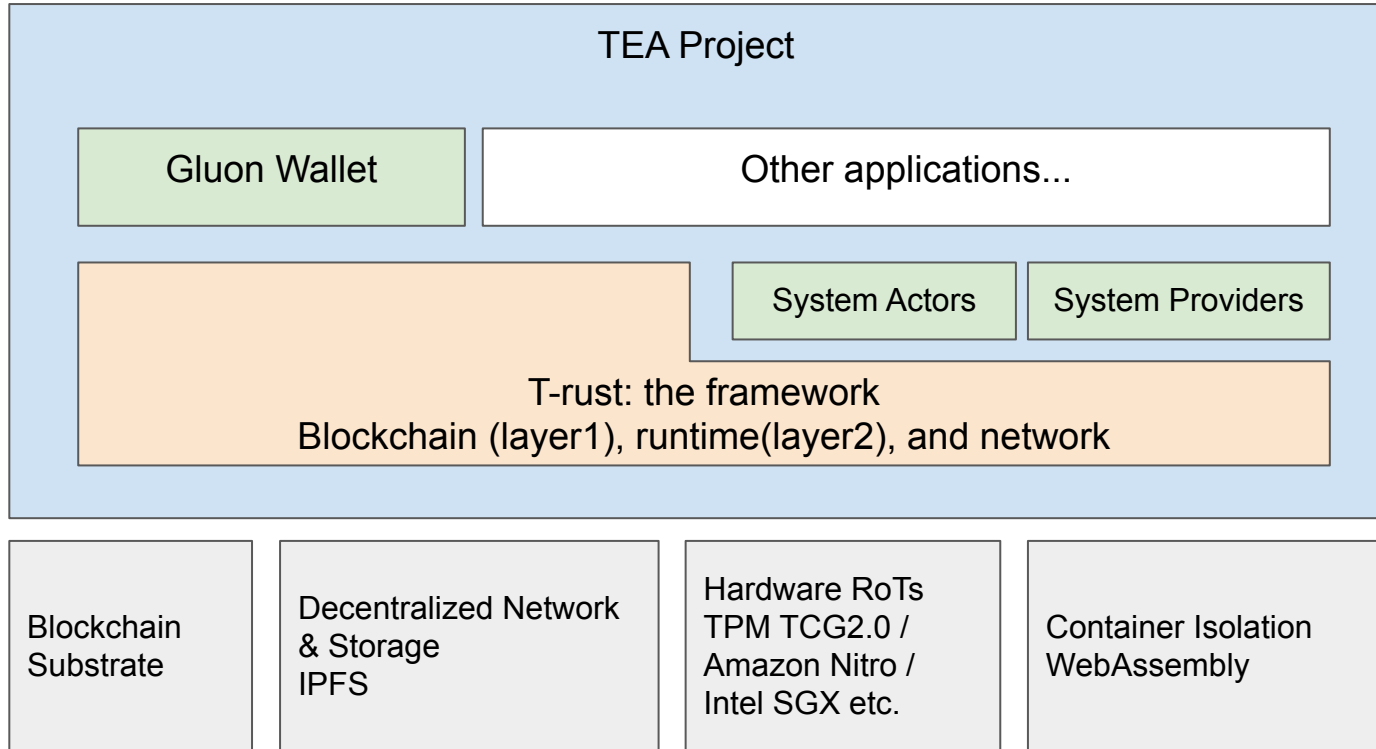 TEA Project
Gluon Wallet
Other applications...
System Actors
System Providers
T-rust: the framework
Blockchain (layer1), runtime(layer2), and network
Blockchain
Substrate
Decentralized Network
& Storage
IPFS
Hardware RoTs
TPM TCG2.0 /
Amazon Nitro /
Intel SGX etc.
Container Isolation
WebAssembly